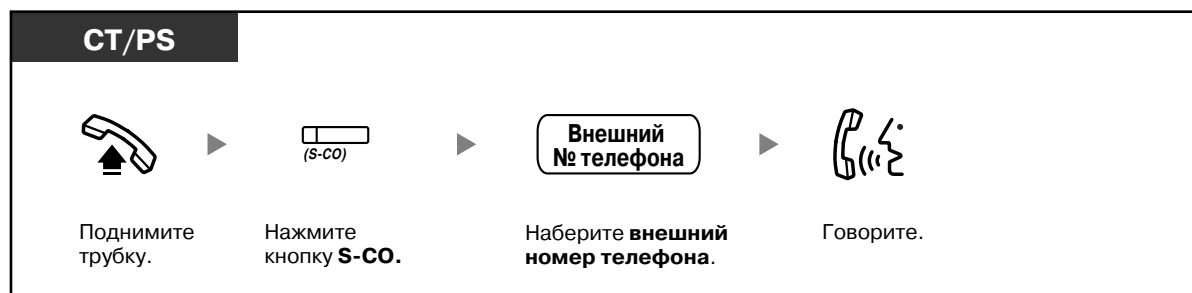 CT/PS
(S-CO)
Внешний
№ телефона
Поднимите
трубку.
Нажмите
кнопку S-CO.
Наберите внешний
номер телефона.
Говорите.